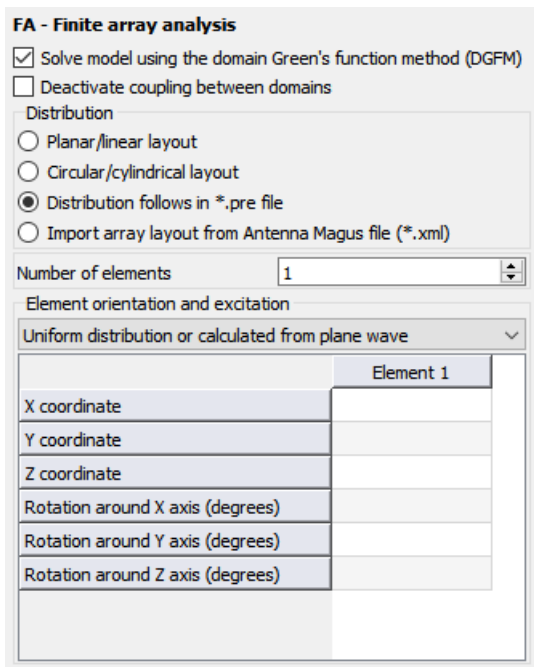 FA - Finite array analysis
Solve model using the domain Green's function method (DGFM)
Deactivate coupling between domains
Distribution
Planar/linear layout
Circular/cylindrical layout
Distribution follows in *.pre file
Import array layout from Antenna Magus file (*.xml)
Number of elements 1
Element orientation and excitation
Uniform distribution or calculated from plane wave
Element 1
X coordinate
Y coordinate
Z coordinate
Rotation around X axis (degrees)
Rotation around Y axis (degrees)
Rotation around Z axis (degrees)